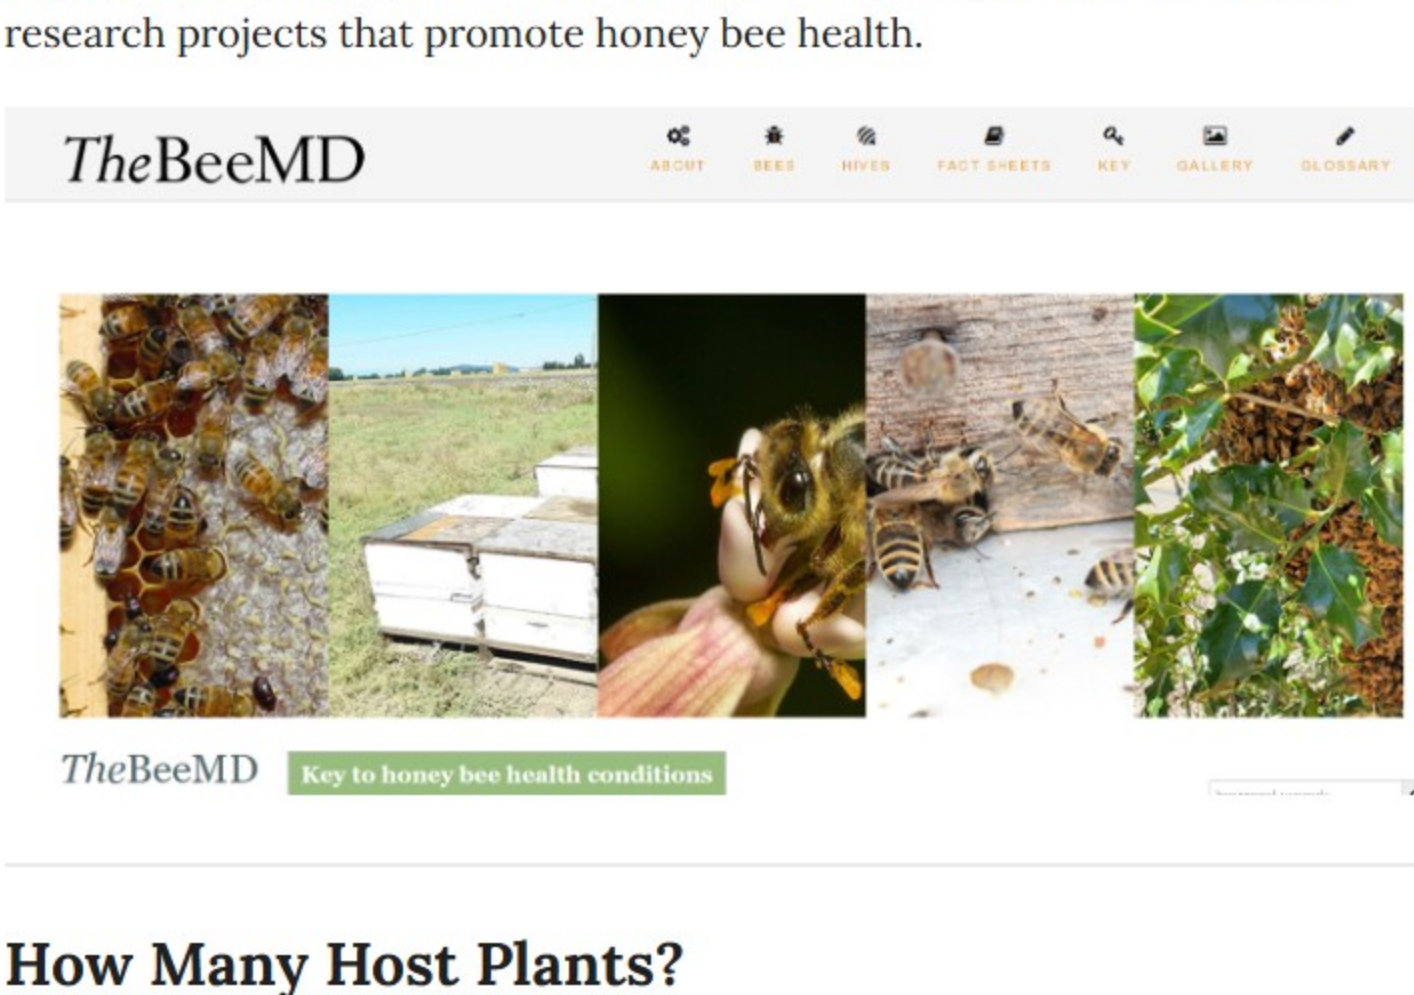 research projects that promote honey bee health.
TheBeeMD
ABOUT BEES HIVES FACT SHEETS KEY GALLERY GLOSSARY
TheBeeMD Key to honey bee health conditions
How Many Host Plants?